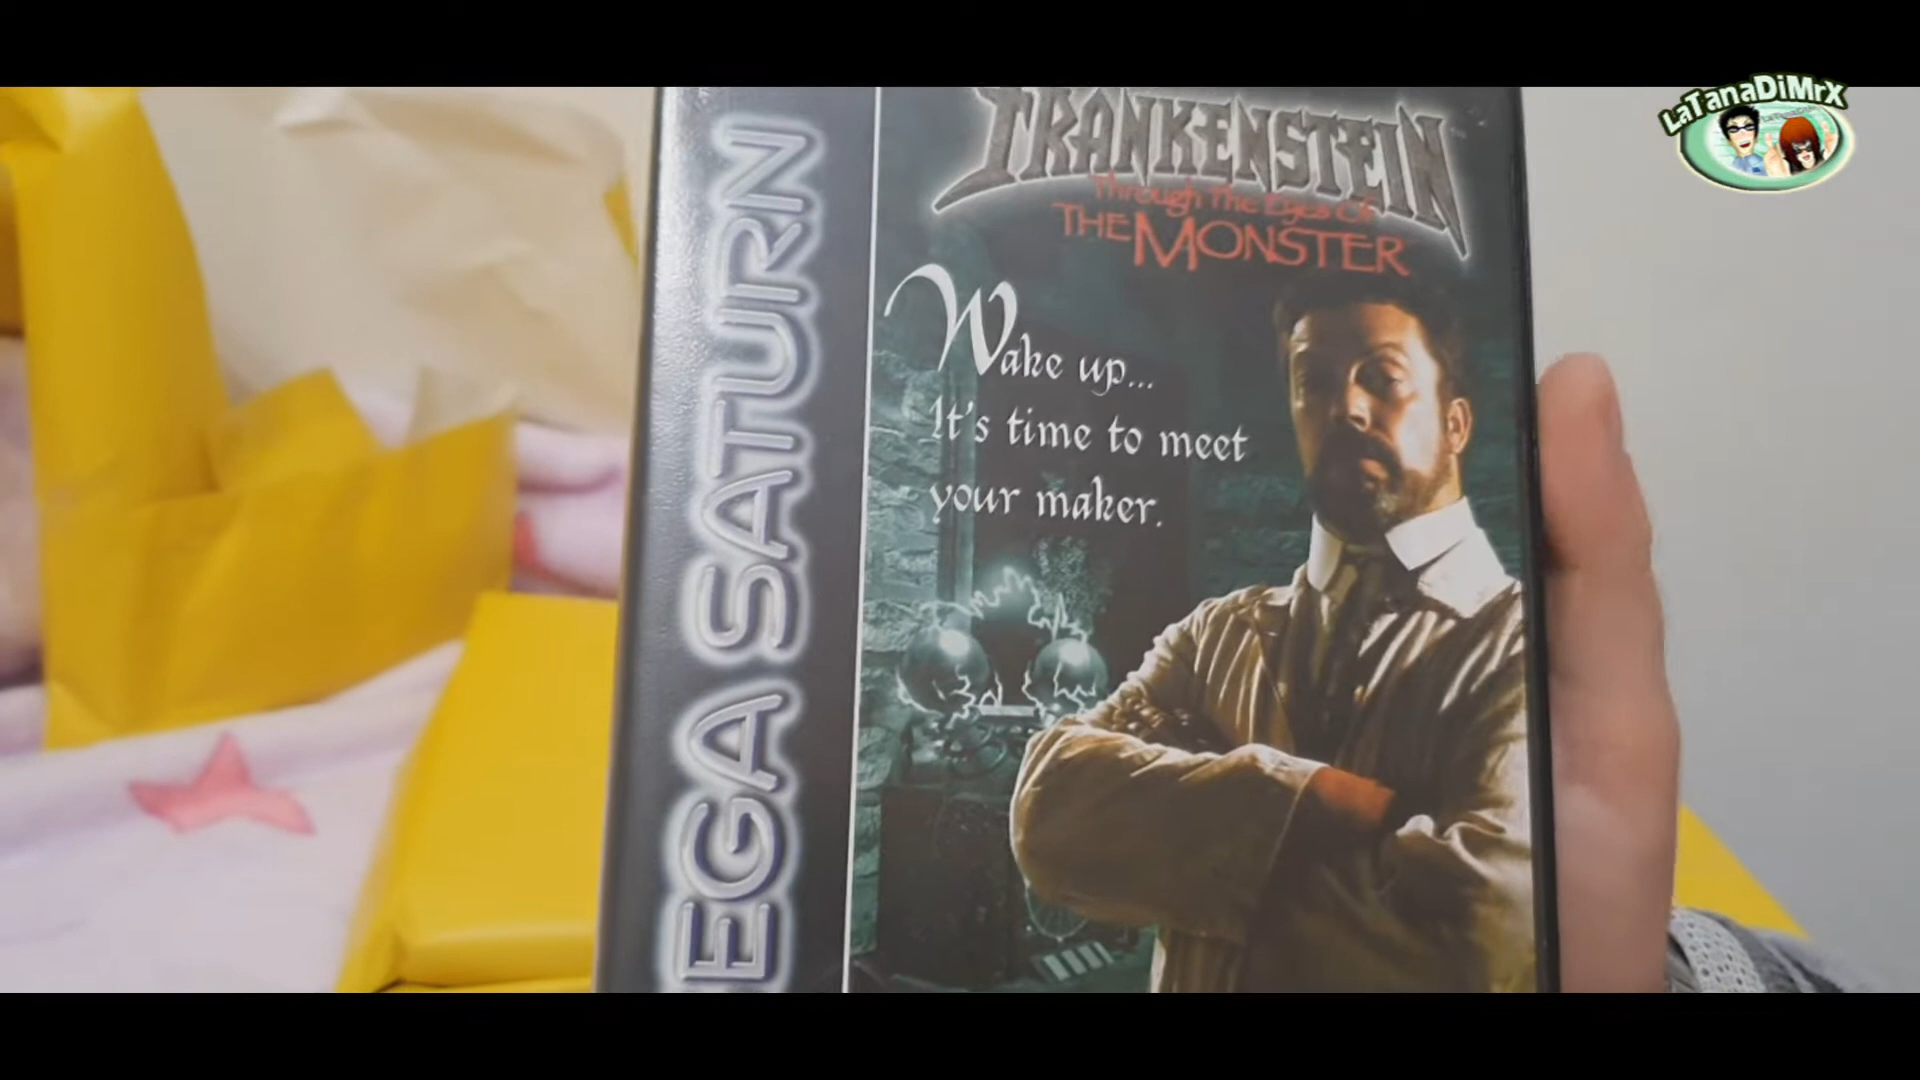 LaTanaDiMrX
FRANKENSTEIN
Through The Eyes Of
THE MONSTER
Wake up...
It's time to meet
your maker.
EGA SATURN